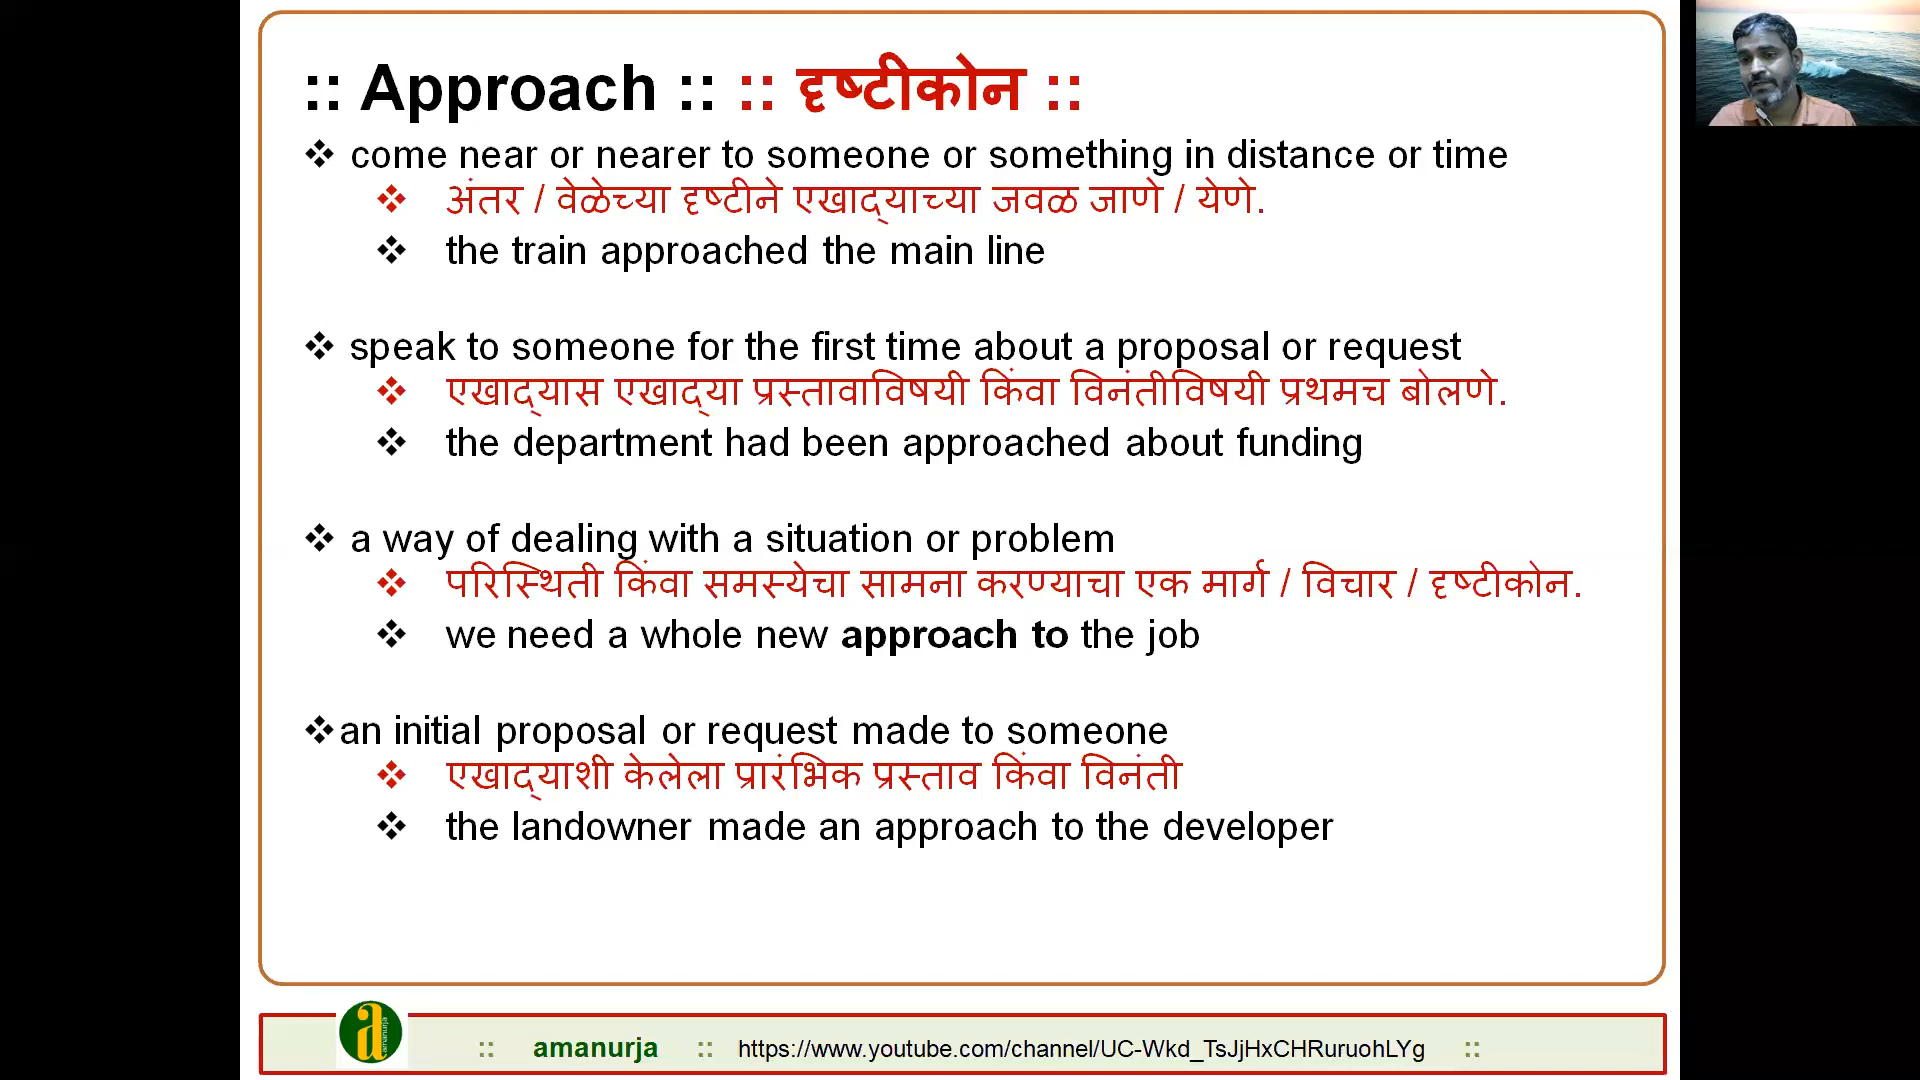 :: Approach :: :: दृष्टीकोन ::
❖ come near or nearer to someone or something in distance or time
❖ अंतर / वेळेच्या दृष्टीने एखाद्याच्या जवळ जाणे / येणे.
❖ the train approached the main line
❖ speak to someone for the first time about a proposal or request
❖ एखाद्यास एखाद्या प्रस्तावाविषयी किंवा विनंतीविषयी प्रथमच बोलणे.
❖ the department had been approached about funding
❖ a way of dealing with a situation or problem
❖ परिस्थिती किंवा समस्येचा सामना करण्याचा एक मार्ग / विचार / दृष्टीकोन.
❖ we need a whole new approach to the job
❖ an initial proposal or request made to someone
❖ एखाद्याशी केलेला प्रारंभिक प्रस्ताव किंवा विनंती
❖ the landowner made an approach to the developer
a amanurja
:: amanurja :: https://www.youtube.com/channel/UC-Wkd_TsJjHxCHRuruohLYg ::